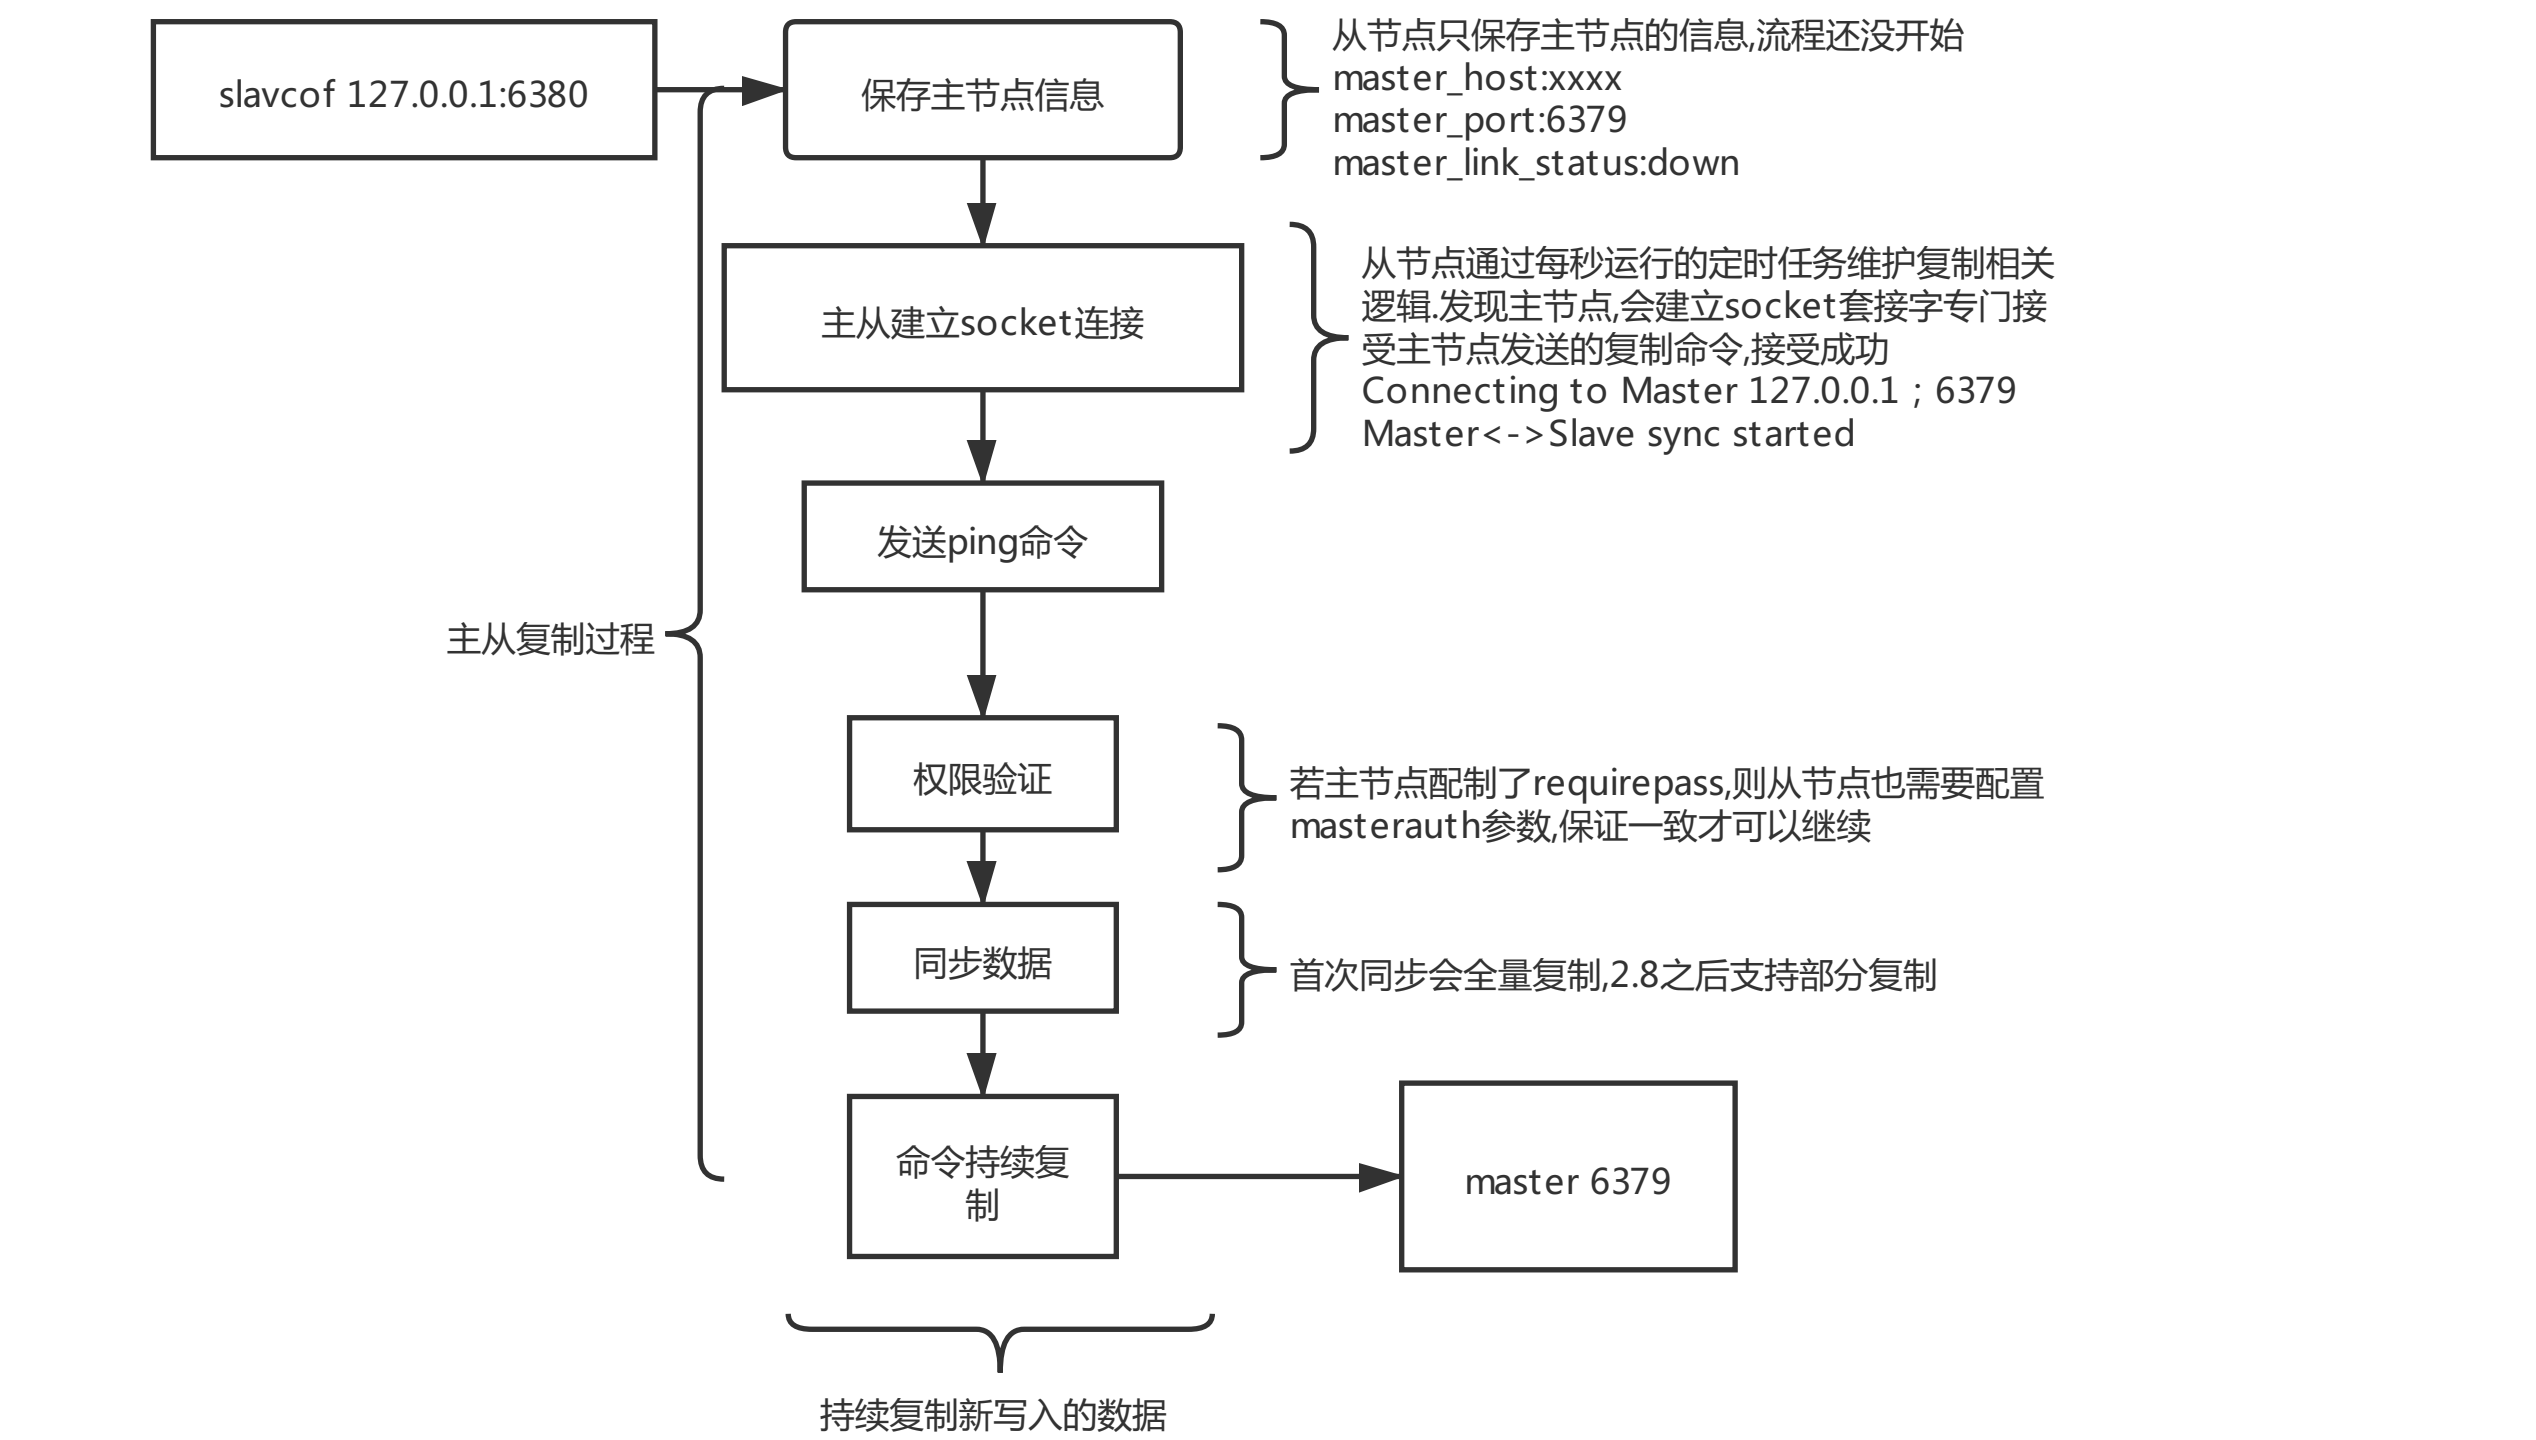 slavcof 127.0.0.1:6380
保存主节点信息
从节点只保存主节点的信息,流程还没开始
master_host:xxxx
master_port:6379
master_link_status:down
主从建立socket连接
从节点通过每秒运行的定时任务维护复制相关
逻辑.发现主节点,会建立socket套接字专门接
受主节点发送的复制命令,接受成功
Connecting to Master 127.0.0.1；6379
Master<->Slave sync started
发送ping命令
主从复制过程
权限验证
若主节点配制了requirepass,则从节点也需要配置
masterauth参数,保证一致才可以继续
同步数据
首次同步会全量复制,2.8之后支持部分复制
命令持续复
制
master 6379
持续复制新写入的数据